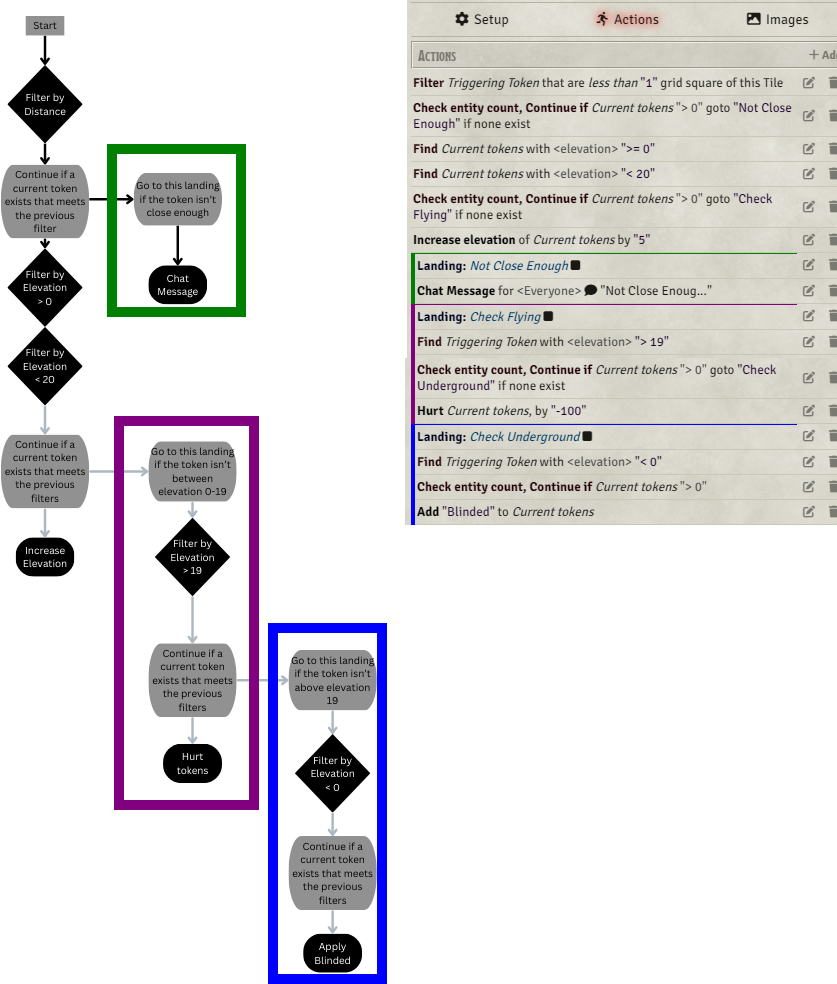 Start
Filter by
Distance
Continue if a
current token
exists that meets
the previous
filter
Go to this landing
if the token isn't
close enough
Chat
Message
Filter by
Elevation
> 0
Filter by
Elevation
< 20
Continue if a
current token
exists that meets
the previous
filters
Increase
Elevation
Go to this landing
if the token isn't
between
elevation 0-19
Filter by
Elevation
> 19
Continue if a
current token
exists that meets
the previous
filters
Hurt
tokens
Go to this landing
if the token isn't
above elevation
19
Filter by
Elevation
< 0
Continue if a
current token
exists that meets
the previous
filters
Apply
Blinded
Setup
Actions
Images
Actions
+ Ad
Filter Triggering Token that are less than "1" grid square of this Tile
Check entity count, Continue if Current tokens "> 0" goto "Not Close
Enough" if none exist
Find Current tokens with <elevation> ">= 0"
Find Current tokens with <elevation> "< 20"
Check entity count, Continue if Current tokens "> 0" goto "Check
Flying" if none exist
Increase elevation of Current tokens by "5"
Landing: Not Close Enough
Chat Message for <Everyone> "Not Close Enoug..."
Landing: Check Flying
Find Triggering Token with <elevation> "> 19"
Check entity count, Continue if Current tokens "> 0" goto "Check
Underground" if none exist
Hurt Current tokens, by "-100"
Landing: Check Underground
Find Triggering Token with <elevation> "< 0"
Check entity count, Continue if Current tokens "> 0"
Add "Blinded" to Current tokens